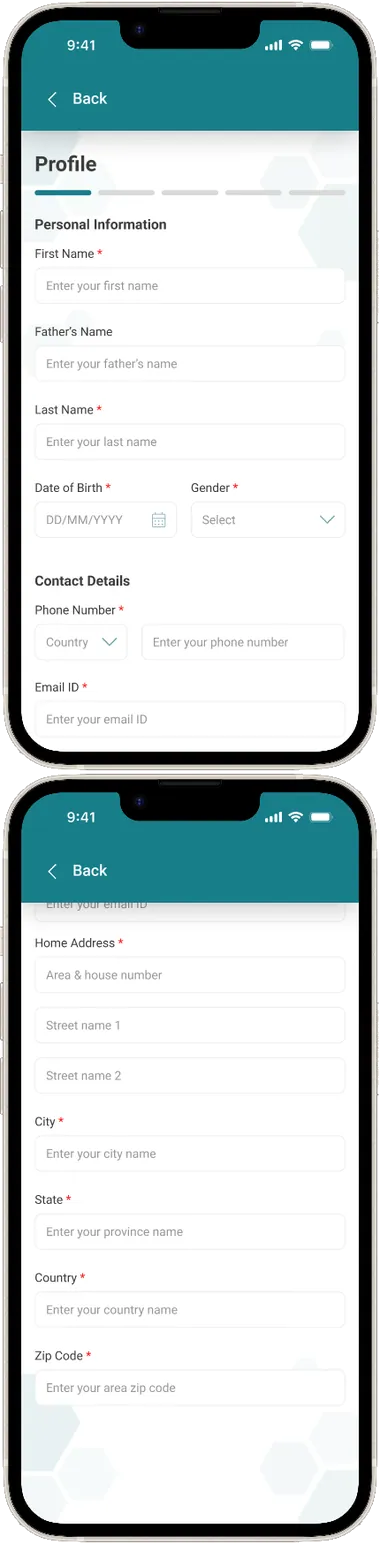 9:41
Back
Profile
Personal Information
First Name *
Enter your first name
Father's Name
Enter your father's name
Last Name *
Enter your last name
Date of Birth * Gender *
DD/MM/YYYY Select
Contact Details
Phone Number *
Country Enter your phone number
Email ID *
Enter your email ID
9:41
Back
Enter your email ID
Home Address *
Area & house number
Street name 1
Street name 2
City *
Enter your city name
State *
Enter your province name
Country *
Enter your country name
Zip Code *
Enter your area zip code